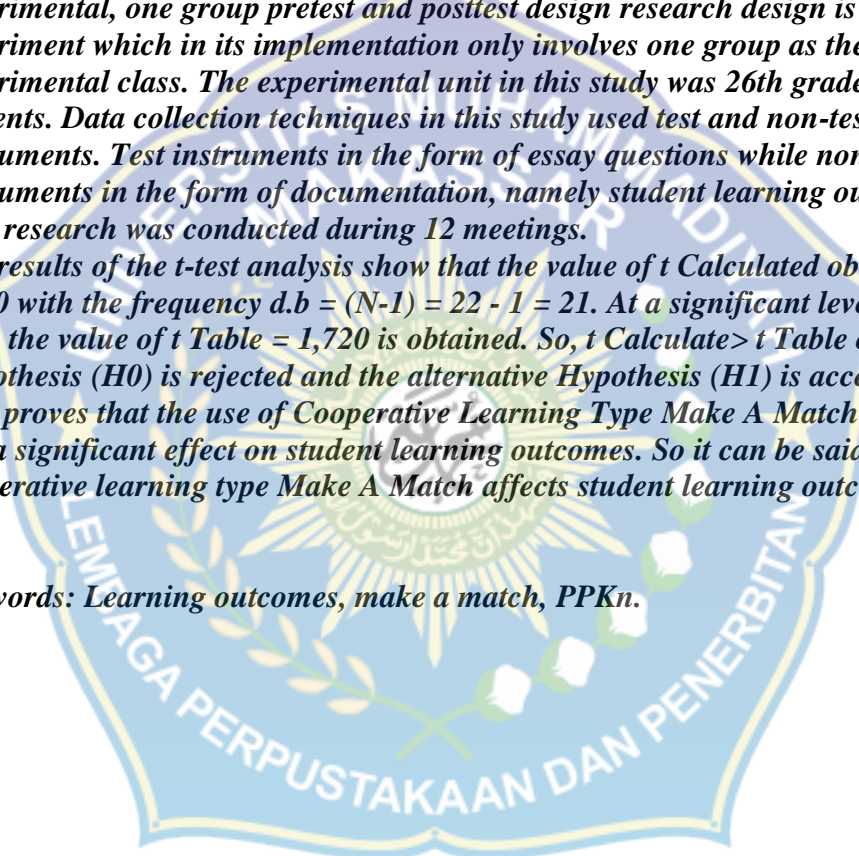 rimental, one group pretest and posttest design research design is
riment which in its implementation only involves one group as the
rimental class. The experimental unit in this study was 26th grade
ents. Data collection techniques in this study used test and non-tes
uments. Test instruments in the form of essay questions while non
uments in the form of documentation, namely student learning ou
research was conducted during 12 meetings.
results of the t-test analysis show that the value of t Calculated ob
0 with the frequency d.b = (N-1) = 22 - 1 = 21. At a significant leve
the value of t Table = 1,720 is obtained. So, t Calculate> t Table
othesis (H0) is rejected and the alternative Hypothesis (H1) is acce
proves that the use of Cooperative Learning Type Make A Match
a significant effect on student learning outcomes. So it can be said
erative learning type Make A Match affects student learning outc
words: Learning outcomes, make a match, PPKn.
UNIVERSITAS MUHAMMADIYAH
MAKASSAR
LEMBAGA PERPUSTAKAAN DAN PENERBITAN